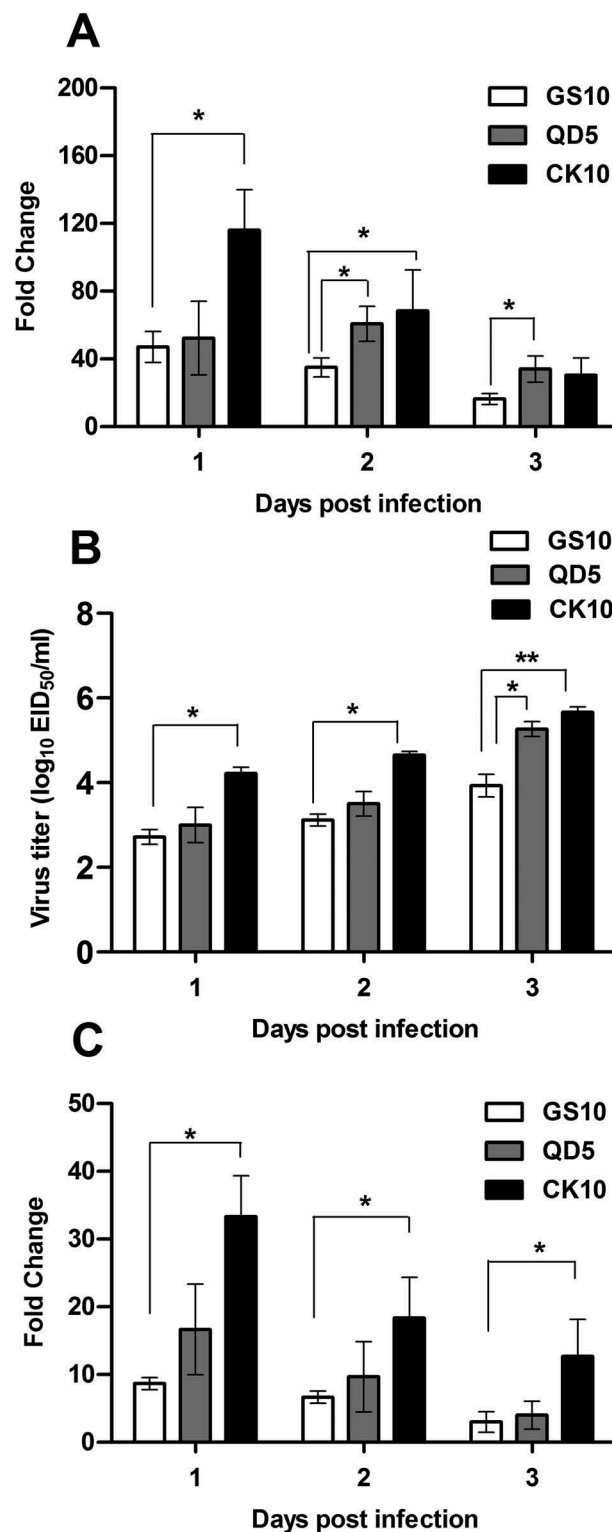 A
200
160
120
80
40
0
Fold Change
GS10
QD5
CK10
*
*
*
*
1 2 3
Days post infection
B
8
6
4
2
0
Virus titer (log₁₀ EID₅₀/ml)
GS10
QD5
CK10
*
*
**
*
1 2 3
Days post infection
C
50
40
30
20
10
0
Fold Change
GS10
QD5
CK10
*
*
*
1 2 3
Days post infection